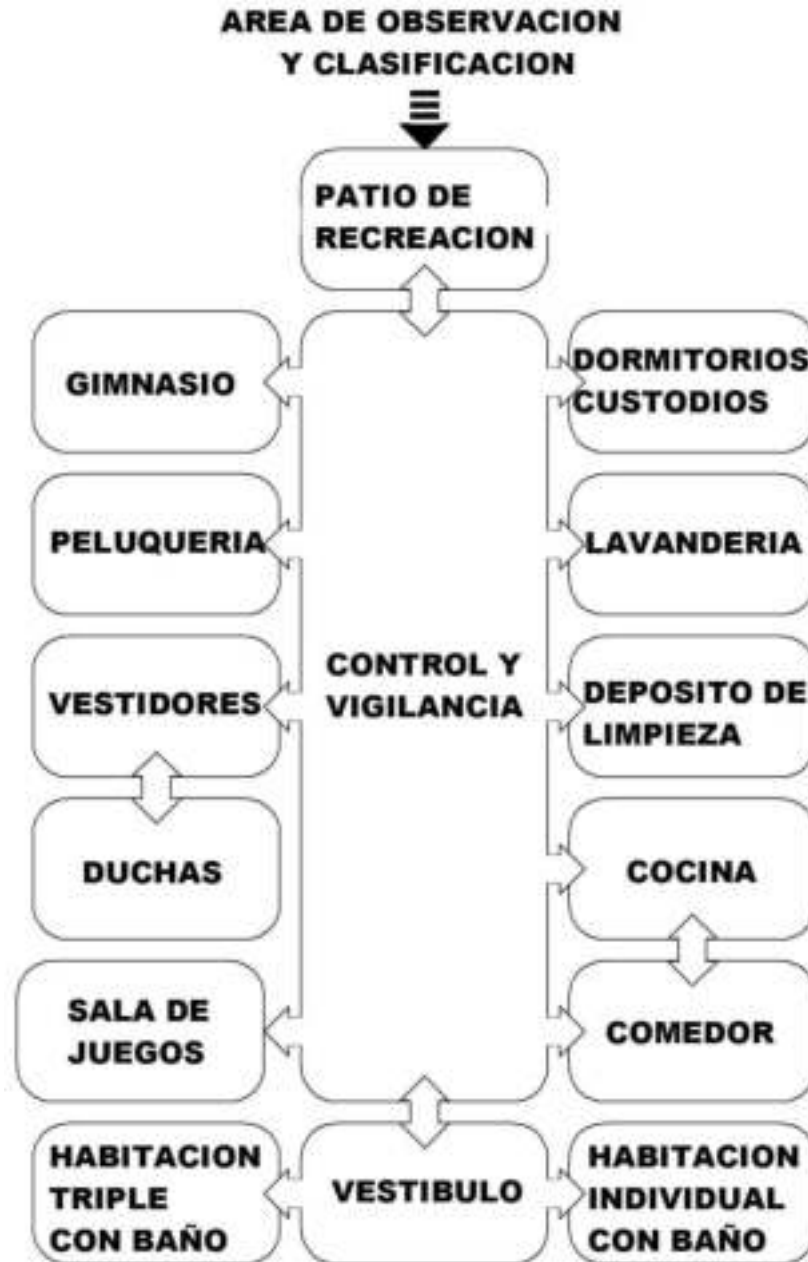 AREA DE OBSERVACION
Y CLASIFICACION
PATIO DE
RECREACION
GIMNASIO
DORMITORIOS
CUSTODIOS
PELUQUERIA
LAVANDERIA
VESTIDORES
CONTROL Y
VIGILANCIA
DEPOSITO DE
LIMPIEZA
DUCHAS
COCINA
SALA DE
JUEGOS
COMEDOR
HABITACION
TRIPLE
CON BAÑO
VESTIBULO
HABITACION
INDIVIDUAL
CON BAÑO